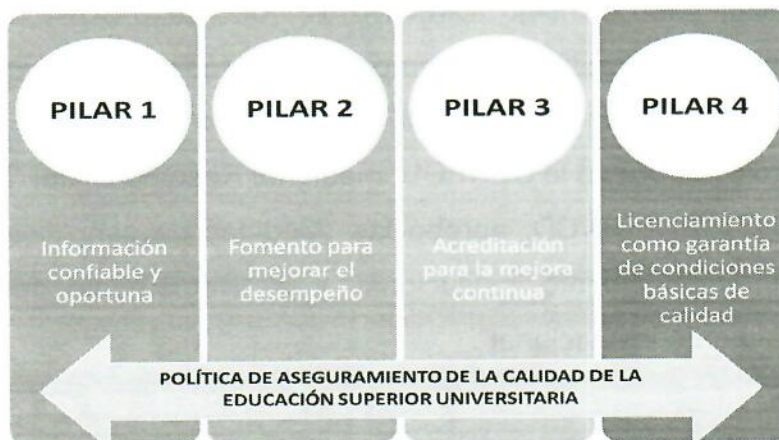 PILAR 1
Información
confiable y
oportuna
PILAR 2
Fomento para
mejorar el
desempeño
PILAR 3
Acreditación
para la mejora
continua
PILAR 4
Licenciamiento
como garantía
de condiciones
básicas de
calidad
POLÍTICA DE ASEGURAMIENTO DE LA CALIDAD DE LA
EDUCACIÓN SUPERIOR UNIVERSITARIA